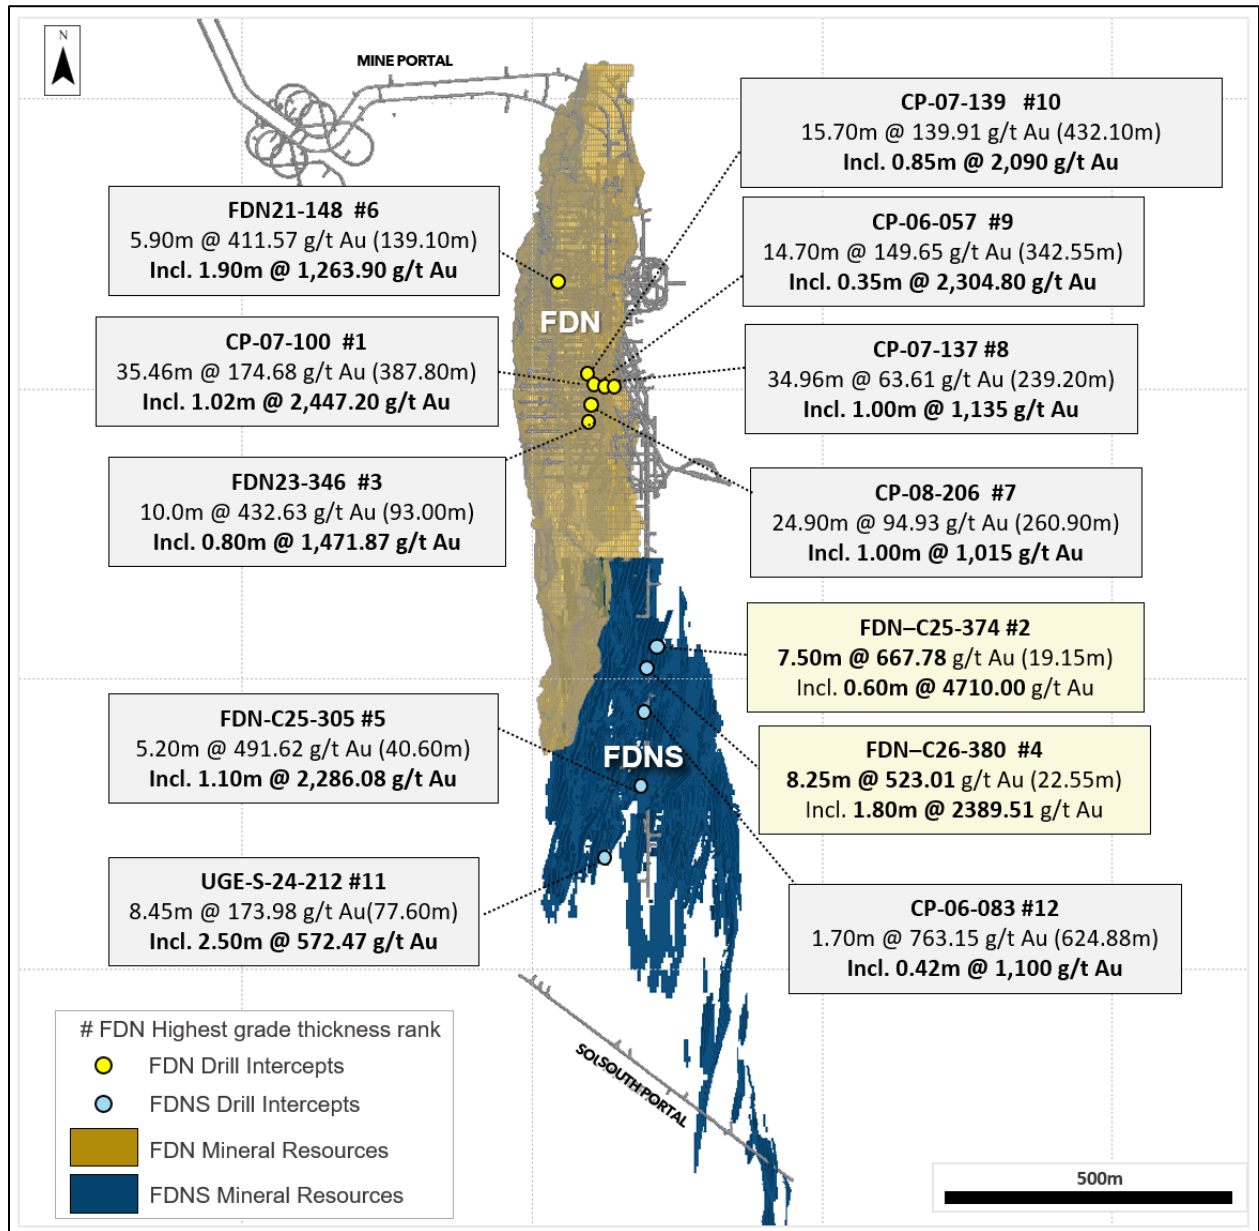 N
MINE PORTAL
CP-07-139 #10
15.70m @ 139.91 g/t Au (432.10m)
Incl. 0.85m @ 2,090 g/t Au
FDN21-148 #6
5.90m @ 411.57 g/t Au (139.10m)
Incl. 1.90m @ 1,263.90 g/t Au
CP-06-057 #9
14.70m @ 149.65 g/t Au (342.55m)
Incl. 0.35m @ 2,304.80 g/t Au
FDN
CP-07-100 #1
35.46m @ 174.68 g/t Au (387.80m)
Incl. 1.02m @ 2,447.20 g/t Au
CP-07-137 #8
34.96m @ 63.61 g/t Au (239.20m)
Incl. 1.00m @ 1,135 g/t Au
FDN23-346 #3
10.0m @ 432.63 g/t Au (93.00m)
Incl. 0.80m @ 1,471.87 g/t Au
CP-08-206 #7
24.90m @ 94.93 g/t Au (260.90m)
Incl. 1.00m @ 1,015 g/t Au
FDN–C25-374 #2
7.50m @ 667.78 g/t Au (19.15m)
Incl. 0.60m @ 4710.00 g/t Au
FDN-C25-305 #5
5.20m @ 491.62 g/t Au (40.60m)
Incl. 1.10m @ 2,286.08 g/t Au
FDNS
FDN–C26-380 #4
8.25m @ 523.01 g/t Au (22.55m)
Incl. 1.80m @ 2389.51 g/t Au
UGE-S-24-212 #11
8.45m @ 173.98 g/t Au(77.60m)
Incl. 2.50m @ 572.47 g/t Au
CP-06-083 #12
1.70m @ 763.15 g/t Au (624.88m)
Incl. 0.42m @ 1,100 g/t Au
SOUTH PORTAL
# FDN Highest grade thickness rank
FDN Drill Intercepts
FDNS Drill Intercepts
FDN Mineral Resources
FDNS Mineral Resources
500m